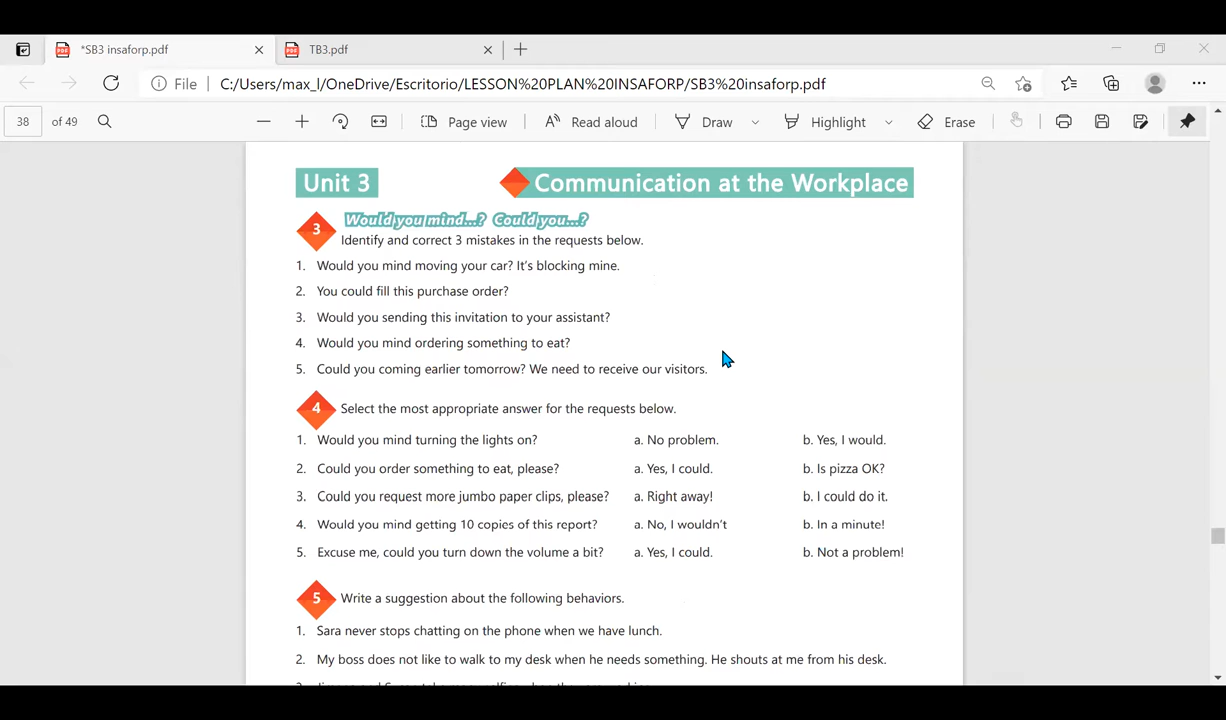 *SB3 insaforp.pdf
TB3.pdf
File C:/Users/max_l/OneDrive/Escritorio/LESSON%20PLAN%20INSAFORP/SB3%20insaforp.pdf
38 of 49 Page view Read aloud Draw Highlight Erase
Unit 3 Communication at the Workplace
3 Would you mind...? Could you...?
Identify and correct 3 mistakes in the requests below.
1. Would you mind moving your car? It's blocking mine.
2. You could fill this purchase order?
3. Would you sending this invitation to your assistant?
4. Would you mind ordering something to eat?
5. Could you coming earlier tomorrow? We need to receive our visitors.
4 Select the most appropriate answer for the requests below.
1. Would you mind turning the lights on? a. No problem. b. Yes, I would.
2. Could you order something to eat, please? a. Yes, I could. b. Is pizza OK?
3. Could you request more jumbo paper clips, please? a. Right away! b. I could do it.
4. Would you mind getting 10 copies of this report? a. No, I wouldn't b. In a minute!
5. Excuse me, could you turn down the volume a bit? a. Yes, I could. b. Not a problem!
5 Write a suggestion about the following behaviors.
1. Sara never stops chatting on the phone when we have lunch.
2. My boss does not like to walk to my desk when he needs something. He shouts at me from his desk.